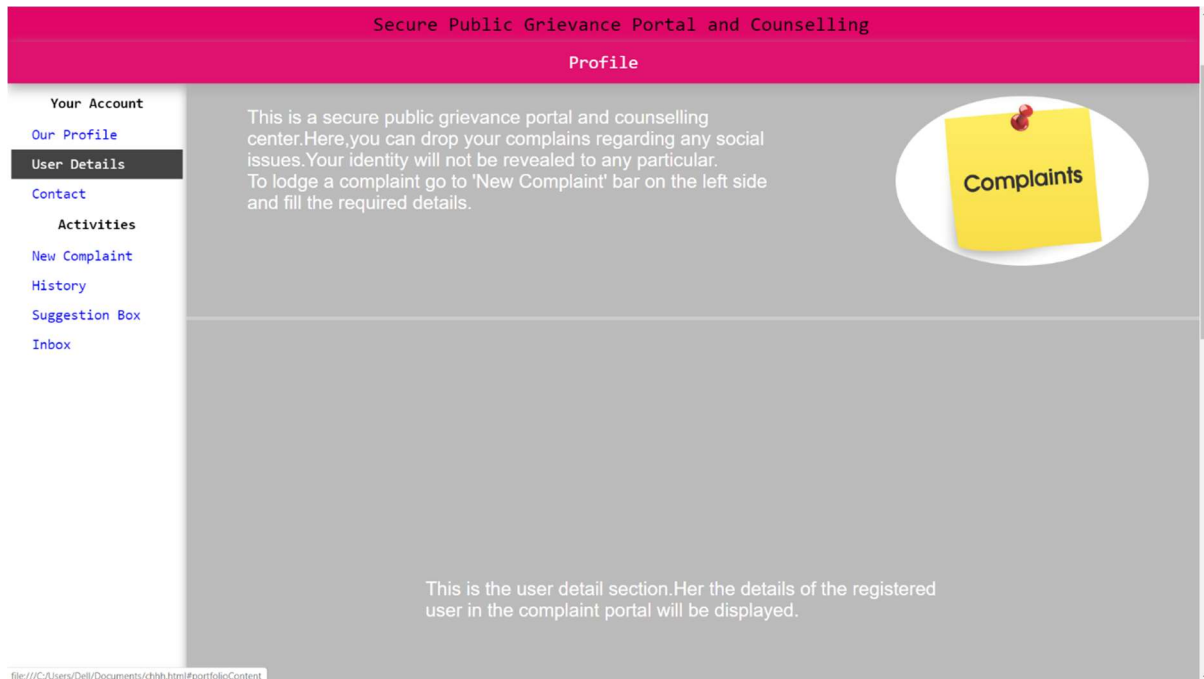 Secure Public Grievance Portal and Counselling
Profile
Your Account
Our Profile
User Details
Contact
Activities
New Complaint
History
Suggestion Box
Inbox
This is a secure public grievance portal and counselling
center.Here,you can drop your complains regarding any social
issues.Your identity will not be revealed to any particular.
To lodge a complaint go to 'New Complaint' bar on the left side
and fill the required details.
Complaints
This is the user detail section.Her the details of the registered
user in the complaint portal will be displayed.
file:///C:/Users/Dell/Documents/chhh.html#portfolioContent